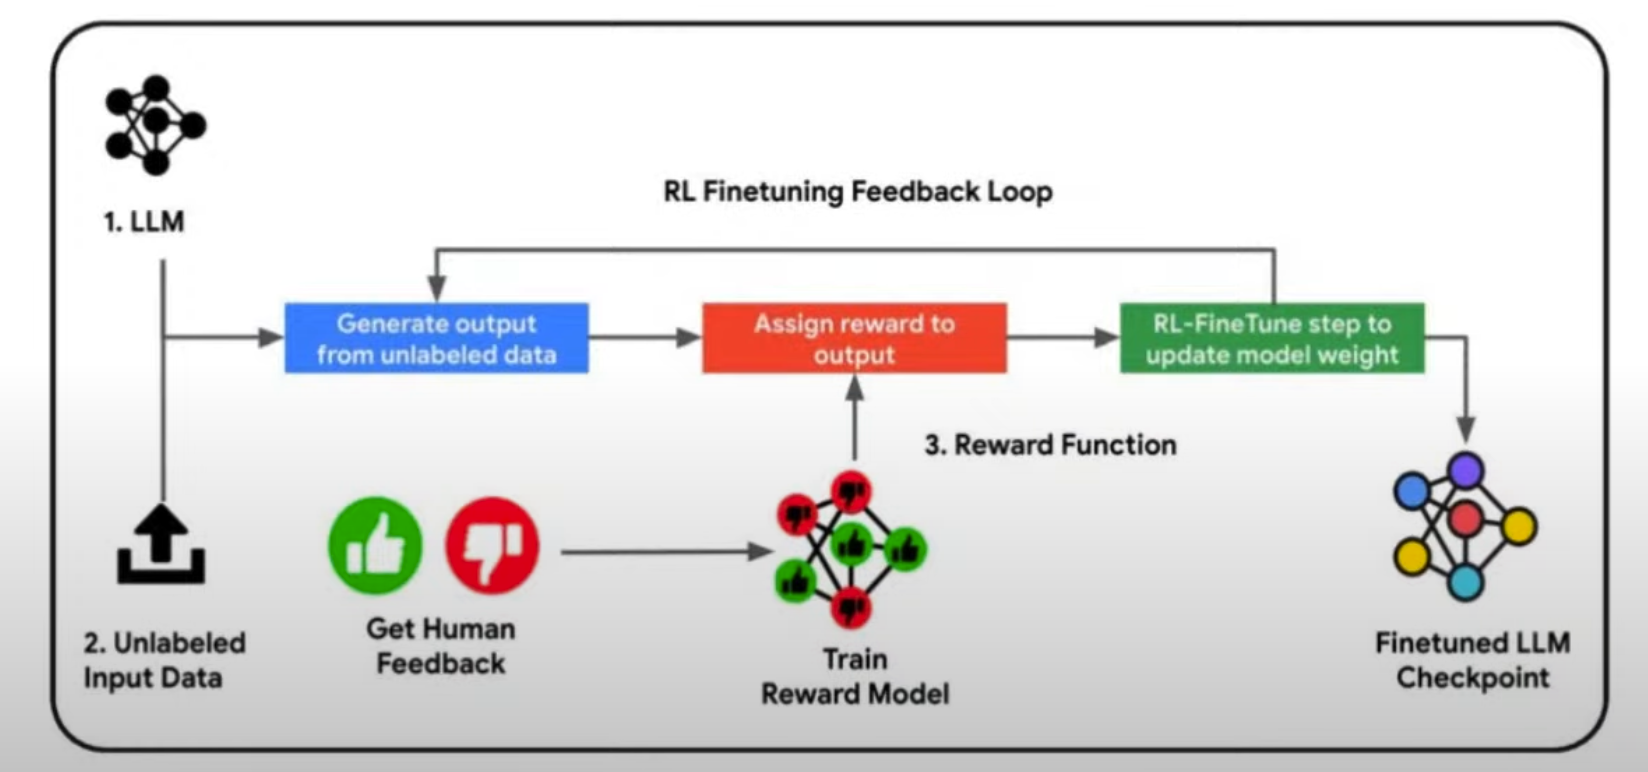 1. LLM
RL Finetuning Feedback Loop
Generate output
from unlabeled data
Assign reward to
output
RL-FineTune step to
update model weight
3. Reward Function
2. Unlabeled
Input Data
Get Human
Feedback
Train
Reward Model
Finetuned LLM
Checkpoint